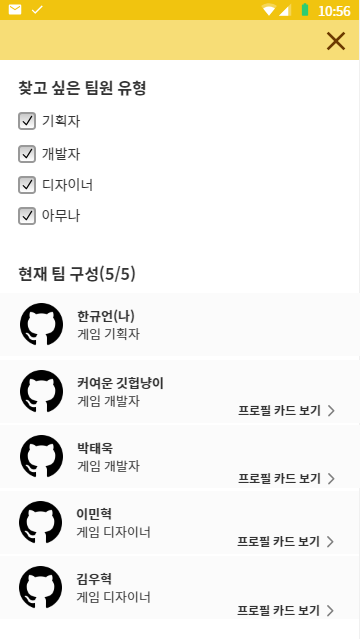 10:56
찾고 싶은 팀원 유형
기획자
개발자
디자이너
아무나
현재 팀 구성(5/5)
한규언(나)
게임 기획자
커여운 깃헙냥이
게임 개발자
프로필 카드 보기
박태욱
게임 개발자
프로필 카드 보기
이민혁
게임 디자이너
프로필 카드 보기
김우혁
게임 디자이너
프로필 카드 보기